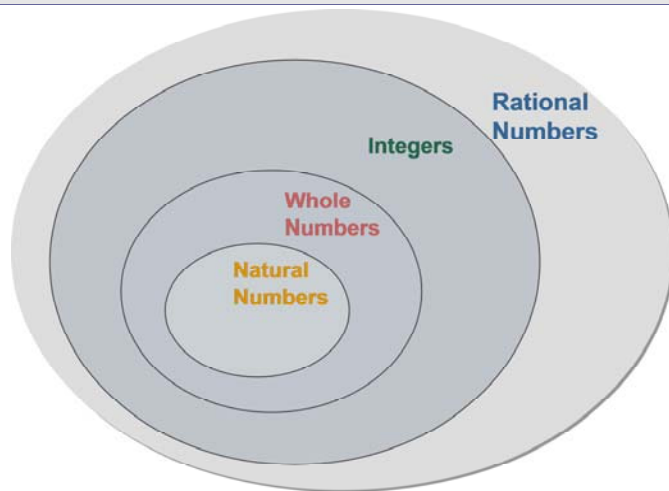 Rational
Numbers
Integers
Whole
Numbers
Natural
Numbers